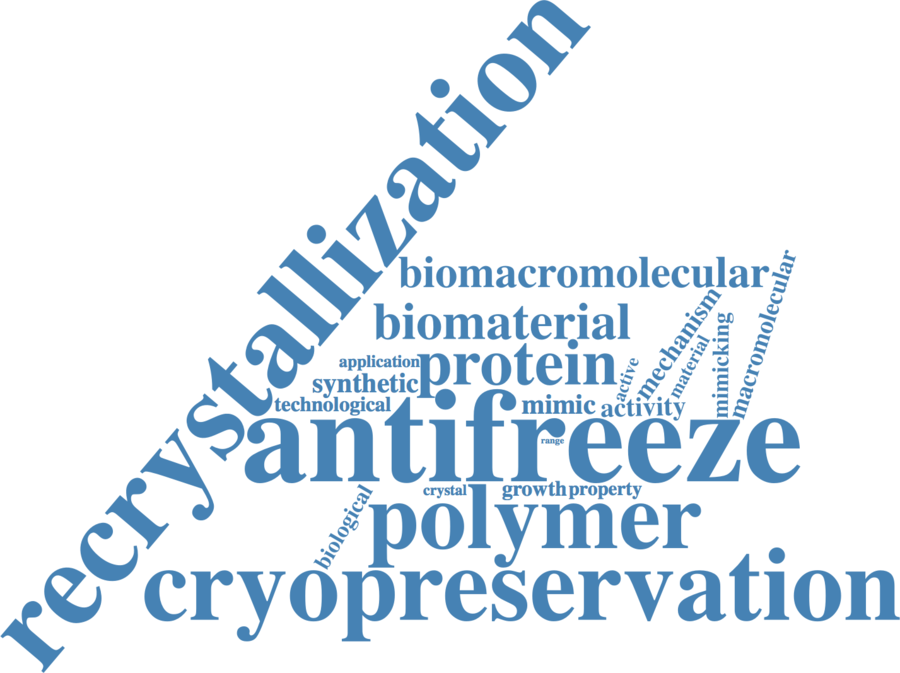 recrystallization
biomacromolecular
macromolecular
mechanism
biomaterial
mimicking
material
protein
application
active
synthetic
technological
mimic
activity
antifreeze
range
crystal
growth
property
biological
polymer
cryopreservation